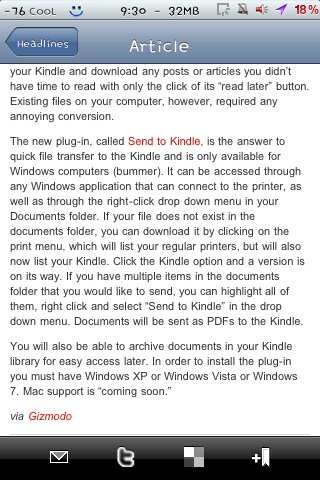 -76 CooL 9:30 - 32MB 18%
Headlines
Article
your Kindle and download any posts or articles you didn't
have time to read with only the click of its “read later” button.
Existing files on your computer, however, required any
annoying conversion.
The new plug-in, called Send to Kindle, is the answer to
quick file transfer to the Kindle and is only available for
Windows computers (bummer). It can be accessed through
any Windows application that can connect to the printer, as
well as through the right-click drop down menu in your
Documents folder. If your file does not exist in the
documents folder, you can download it by clicking on the
print menu, which will list your regular printers, but will also
now list your Kindle. Click the Kindle option and a version is
on its way. If you have multiple items in the documents
folder that you would like to send, you can highlight all of
them, right click and select “Send to Kindle” in the drop
down menu. Documents will be sent as PDFs to the Kindle.
You will also be able to archive documents in your Kindle
library for easy access later. In order to install the plug-in
you must have Windows XP or Windows Vista or Windows
7. Mac support is “coming soon.”
via Gizmodo